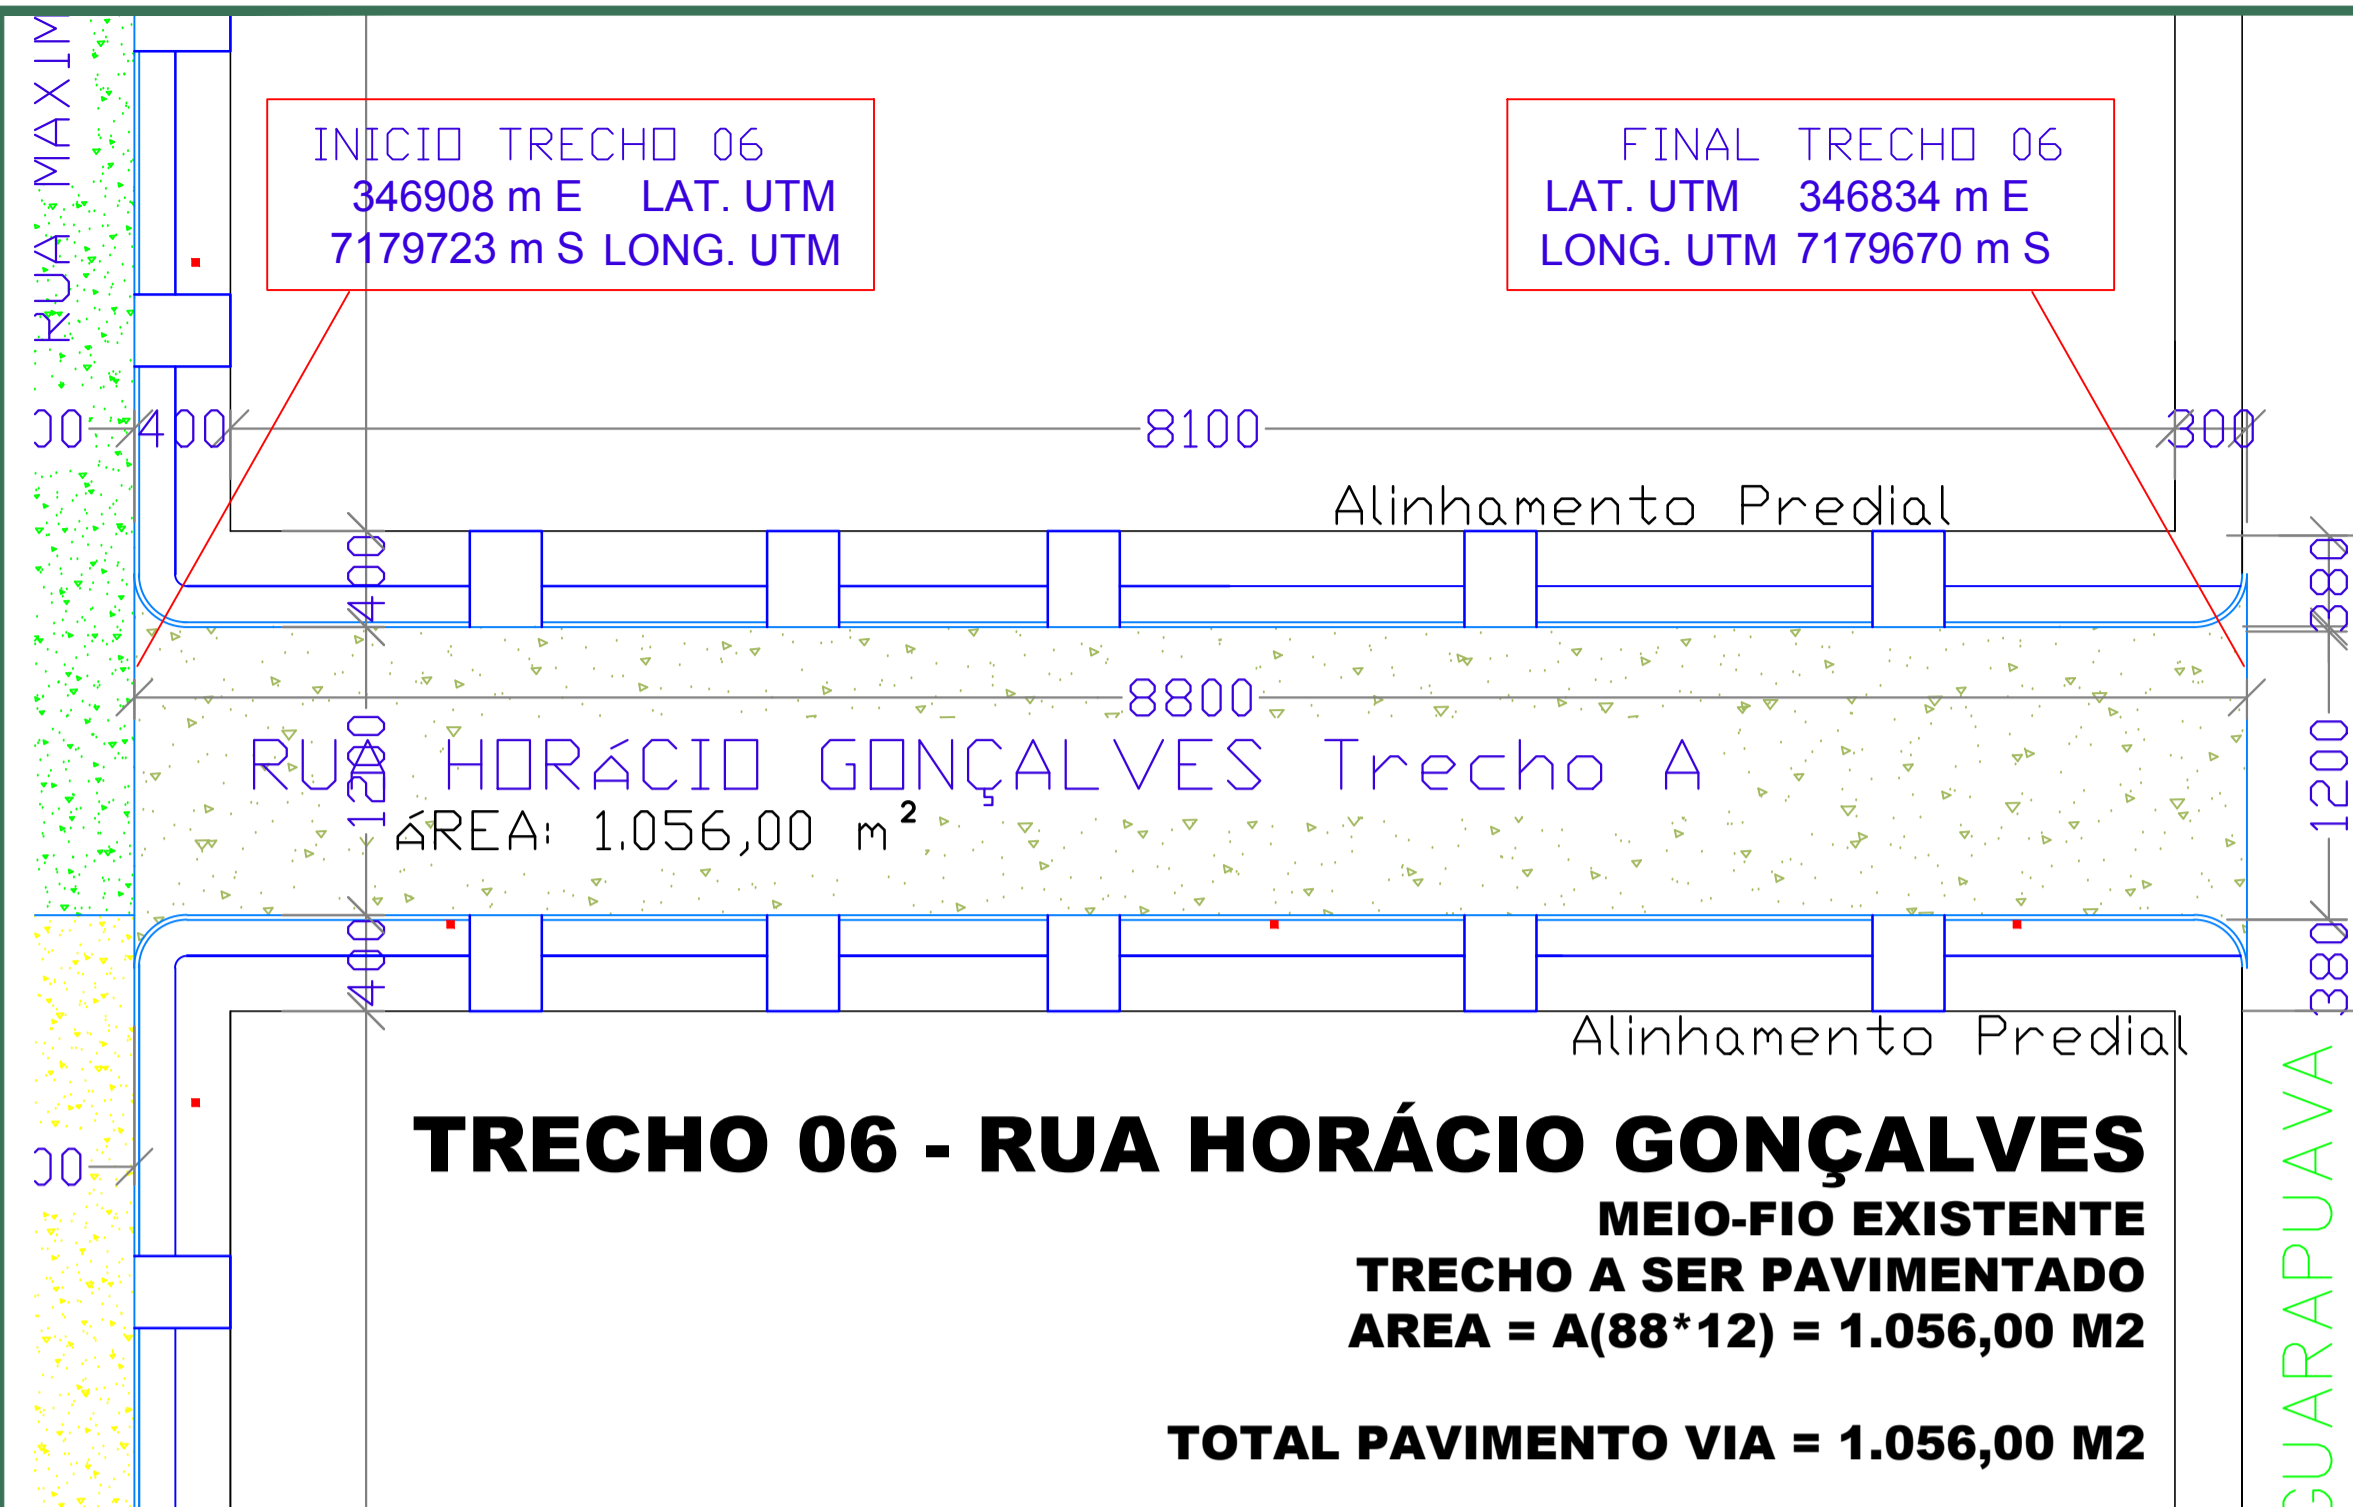 RUA MAXIM
INICIO TRECHO 06
346908 m E LAT. UTM
7179723 m S LONG. UTM
FINAL TRECHO 06
LAT. UTM 346834 m E
LONG. UTM 7179670 m S
00
400
8100
300
Alinhamento Predial
400
380
8800
1200
1200
RUA HORÁCIO GONÇALVES Trecho A
ÁREA: 1.056,00 m²
400
380
Alinhamento Predial
00
TRECHO 06 - RUA HORÁCIO GONÇALVES
MEIO-FIO EXISTENTE
TRECHO A SER PAVIMENTADO
AREA = A(88*12) = 1.056,00 M2
TOTAL PAVIMENTO VIA = 1.056,00 M2
GUARAPUAVA